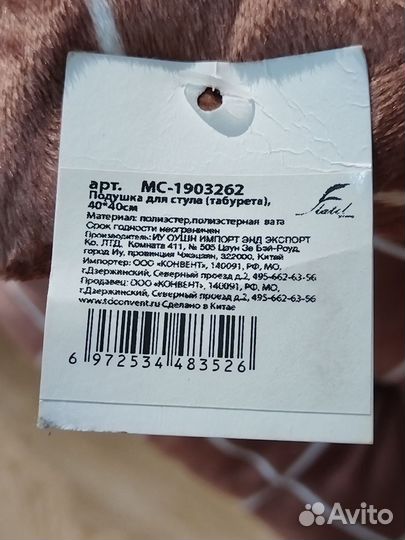 арт. МС-1903262
Подушка для стула (табурета),
40*40см
Материал: полиэстер,полиэстерная вата
Срок годности неограничен
Производитель:ИУ ОУШН ИМПОРТ ЭНД ЭКСПОРТ
Ко. ЛТД. Комната 411, № 505 Цзун Зе Бэй-Роуд,
город Иу, провинция Чжэцзян, 322000, Китай
Импортер: ООО «КОНВЕНТ», 140091, РФ, МО,
г.Дзержинский, Северный проезд д.2, 495-662-63-56
Продавец: ООО «КОНВЕНТ», 140091, РФ, МО,
г.Дзержинский, Северный проезд д.2, 495-662-63-56
www.tdconvent.ru Сделано в Китае
6 972534 483526
Avito